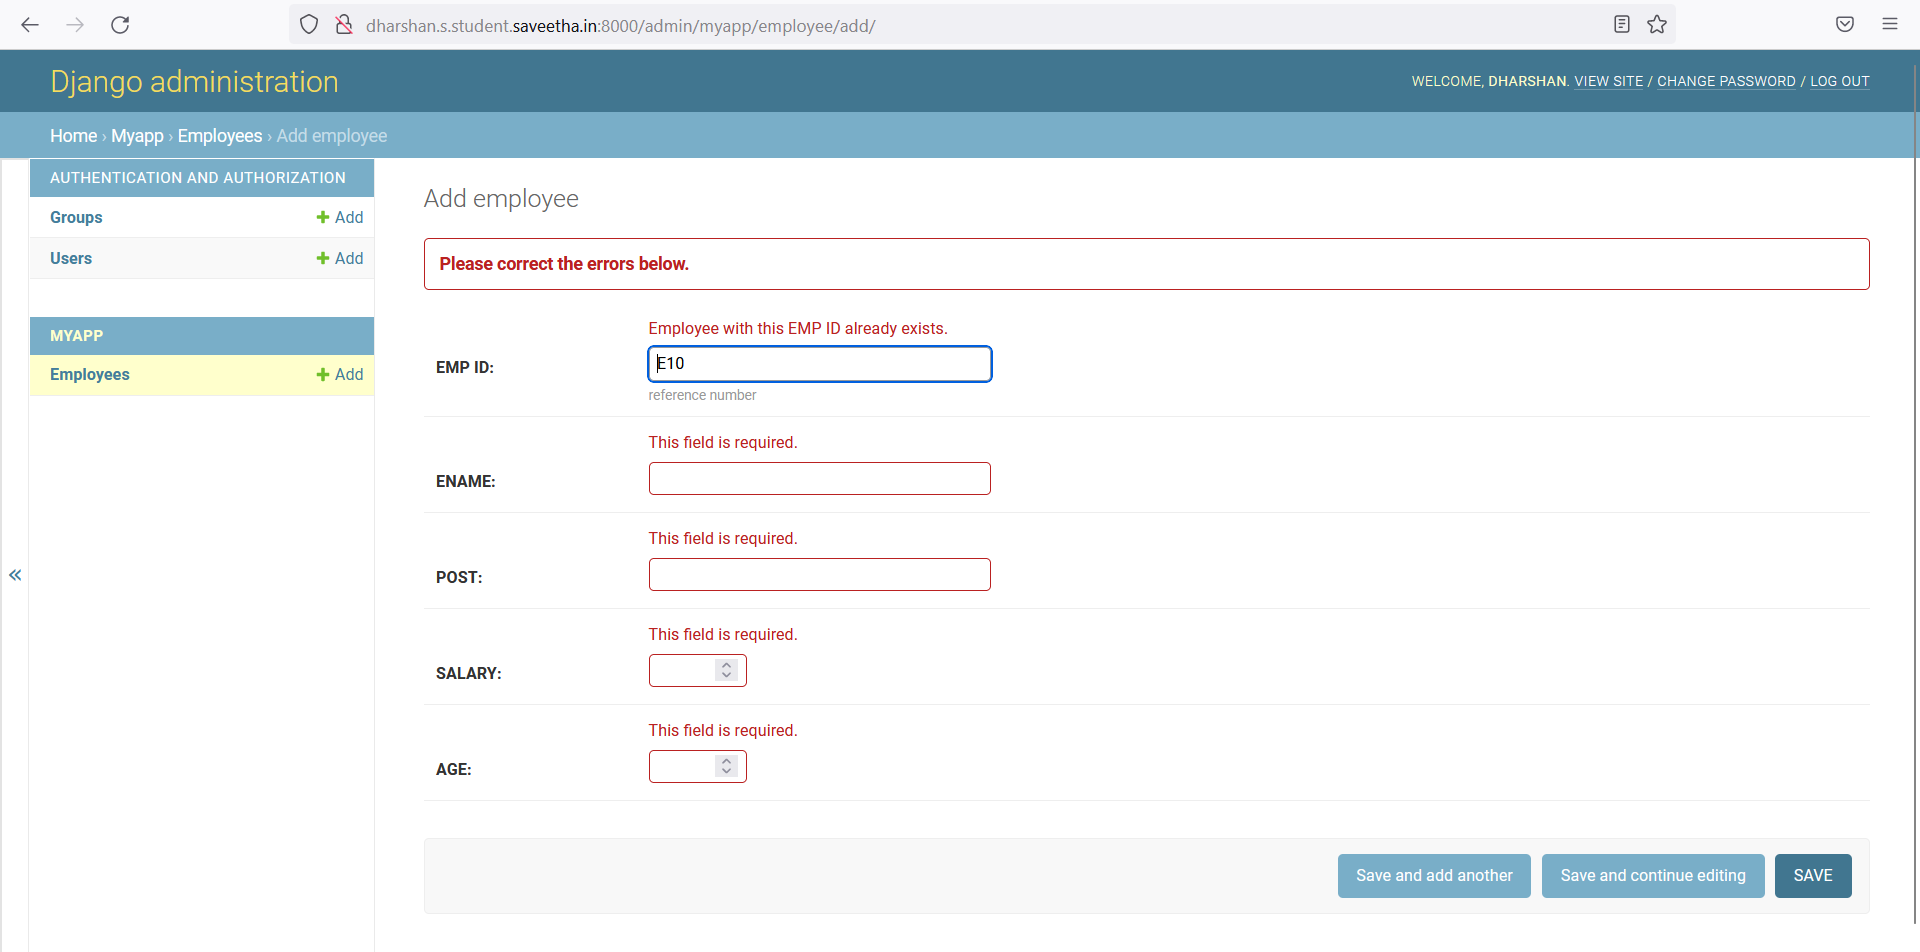 dharshan.s.student.saveetha.in:8000/admin/myapp/employee/add/
Django administration
WELCOME, DHARSHAN. VIEW SITE / CHANGE PASSWORD / LOG OUT
Home › Myapp › Employees › Add employee
AUTHENTICATION AND AUTHORIZATION
Groups + Add
Users + Add
MYAPP
Employees + Add
«
Add employee
Please correct the errors below.
Employee with this EMP ID already exists.
EMP ID: E10
reference number
This field is required.
ENAME:
This field is required.
POST:
This field is required.
SALARY:
This field is required.
AGE:
Save and add another Save and continue editing SAVE